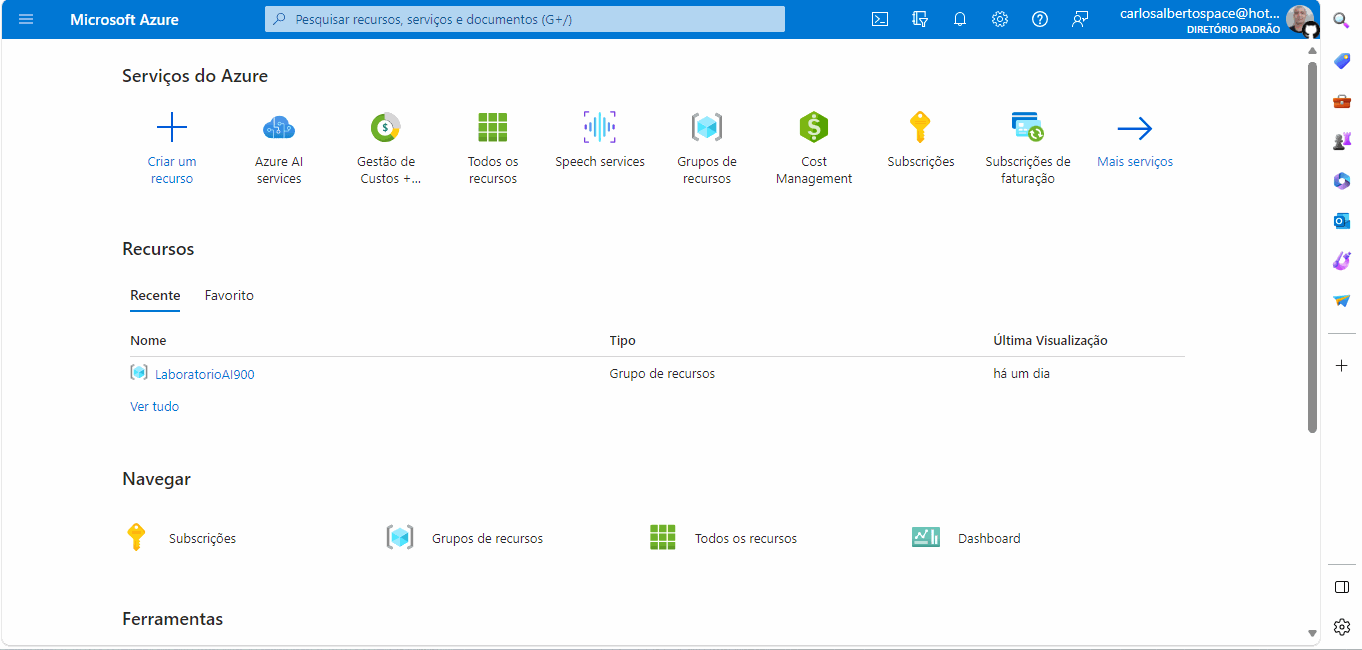 Microsoft Azure
Pesquisar recursos, serviços e documentos (G+/)
carlosalbertospace@hot...
DIRETÓRIO PADRÃO
Serviços do Azure
Criar um
recurso
Azure AI
services
Gestão de
Custos +...
Todos os
recursos
Speech services
Grupos de
recursos
Cost
Management
Subscrições
Subscrições de
faturação
Mais serviços
Recursos
Recente
Favorito
Nome
Tipo
Última Visualização
LaboratorioAI900
Grupo de recursos
há um dia
Ver tudo
Navegar
Subscrições
Grupos de recursos
Todos os recursos
Dashboard
Ferramentas